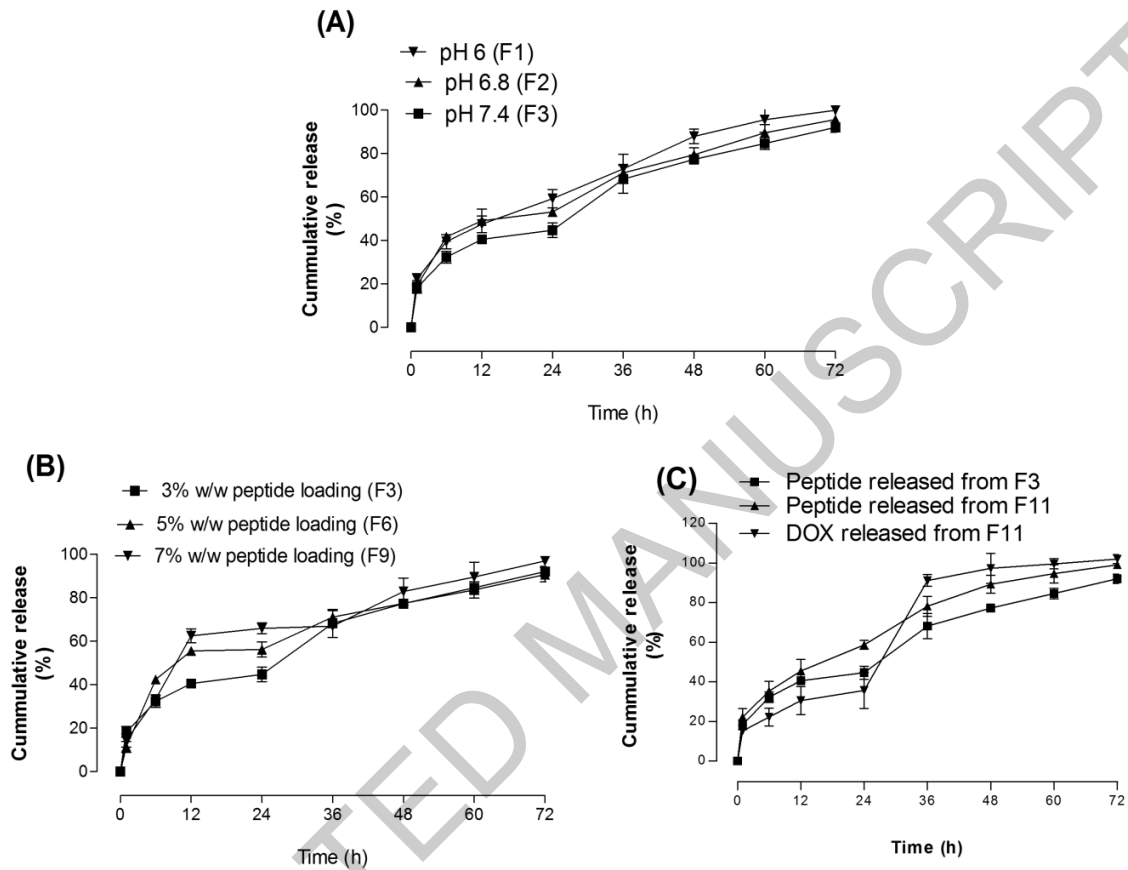 (A)
pH 6 (F1)
pH 6.8 (F2)
pH 7.4 (F3)
100
80
60
40
20
0
Cummulative release
(%)
0 12 24 36 48 60 72
Time (h)
(B)
3% w/w peptide loading (F3)
5% w/w peptide loading (F6)
7% w/w peptide loading (F9)
100
80
60
40
20
0
Cummulative release
(%)
0 12 24 36 48 60 72
Time (h)
(C)
Peptide released from F3
Peptide released from F11
DOX released from F11
120
100
80
60
40
20
0
Cummulative release
(%)
0 12 24 36 48 60 72
Time (h)
TED MANUSCRIPT